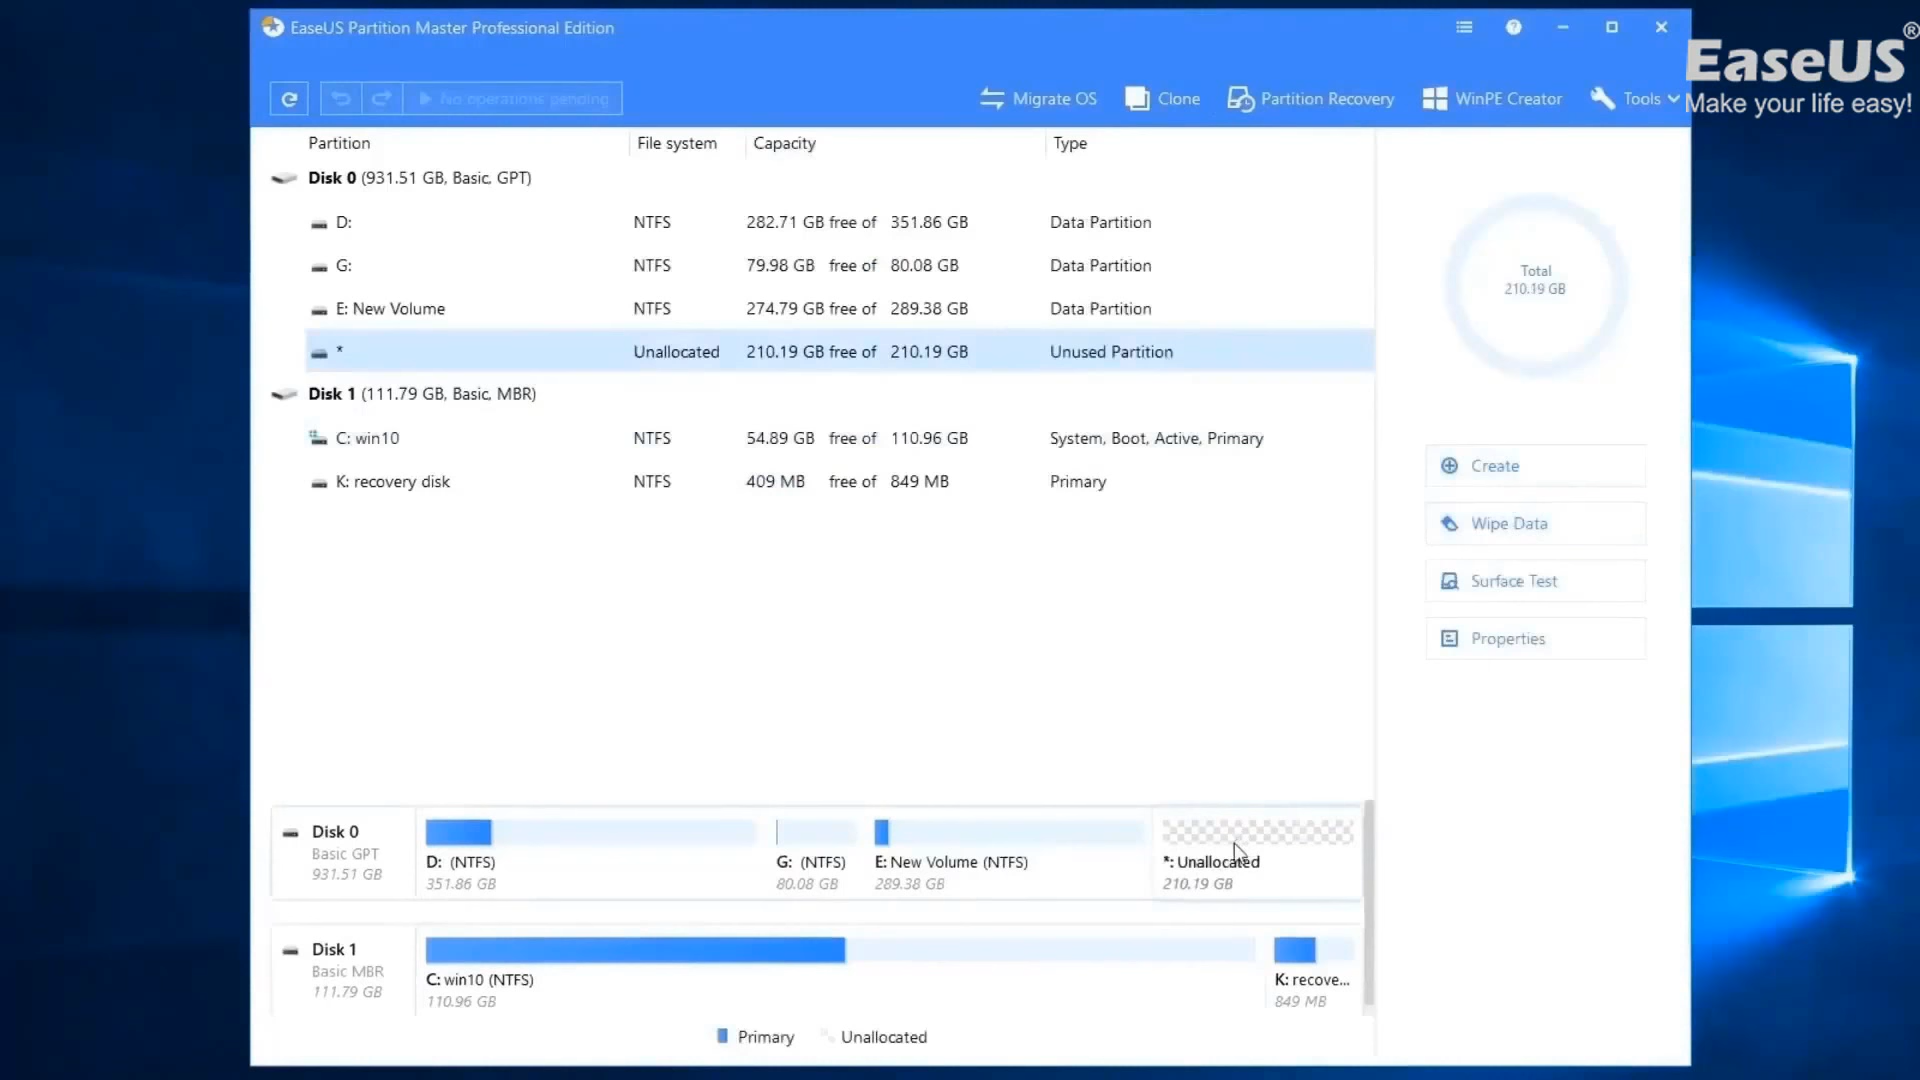 EaseUS Partition Master Professional Edition
EaseUS®
Make your life easy!
No operations pending
Migrate OS Clone Partition Recovery WinPE Creator Tools
Partition File system Capacity Type
Disk 0 (931.51 GB, Basic, GPT)
D: NTFS 282.71 GB free of 351.86 GB Data Partition
G: NTFS 79.98 GB free of 80.08 GB Data Partition
E: New Volume NTFS 274.79 GB free of 289.38 GB Data Partition
* Unallocated 210.19 GB free of 210.19 GB Unused Partition
Disk 1 (111.79 GB, Basic, MBR)
C: win10 NTFS 54.89 GB free of 110.96 GB System, Boot, Active, Primary
K: recovery disk NTFS 409 MB free of 849 MB Primary
Total
210.19 GB
Create
Wipe Data
Surface Test
Properties
Disk 0
Basic GPT
931.51 GB
D: (NTFS)
351.86 GB
G: (NTFS)
80.08 GB
E: New Volume (NTFS)
289.38 GB
*: Unallocated
210.19 GB
Disk 1
Basic MBR
111.79 GB
C: win10 (NTFS)
110.96 GB
K: recove...
849 MB
Primary Unallocated